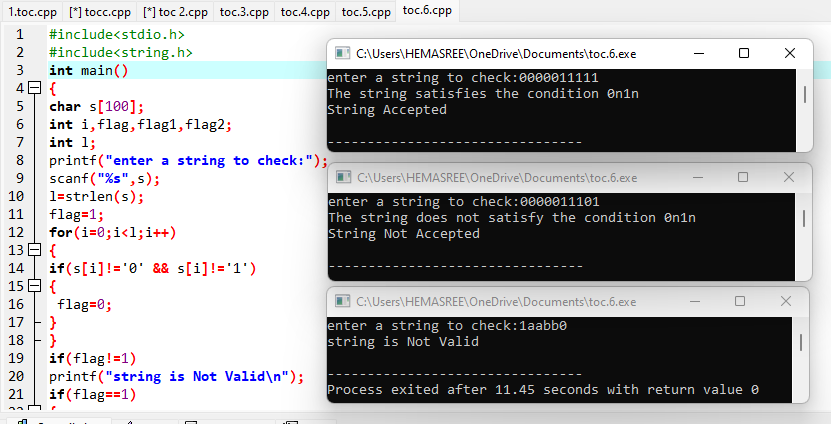 1.toc.cpp [*] tocc.cpp [*] toc 2.cpp toc.3.cpp toc.4.cpp toc.5.cpp toc.6.cpp
1 #include<stdio.h>
2 #include<string.h>
3 int main()
4 {
5 char s[100];
6 int i,flag,flag1,flag2;
7 int l;
8 printf("enter a string to check:");
9 scanf("%s",s);
10 l=strlen(s);
11 flag=1;
12 for(i=0;i<l;i++)
13 {
14 if(s[i]!='0' && s[i]!='1')
15 {
16 flag=0;
17 }
18 }
19 if(flag!=1)
20 printf("string is Not Valid\n");
21 if(flag==1)
C:\Users\HEMASREE\OneDrive\Documents\toc.6.exe
enter a string to check:0000011111
The string satisfies the condition 0n1n
String Accepted
--------------------------------
C:\Users\HEMASREE\OneDrive\Documents\toc.6.exe
enter a string to check:0000011101
The string does not satisfy the condition 0n1n
String Not Accepted
--------------------------------
C:\Users\HEMASREE\OneDrive\Documents\toc.6.exe
enter a string to check:1aabb0
string is Not Valid
--------------------------------
Process exited after 11.45 seconds with return value 0